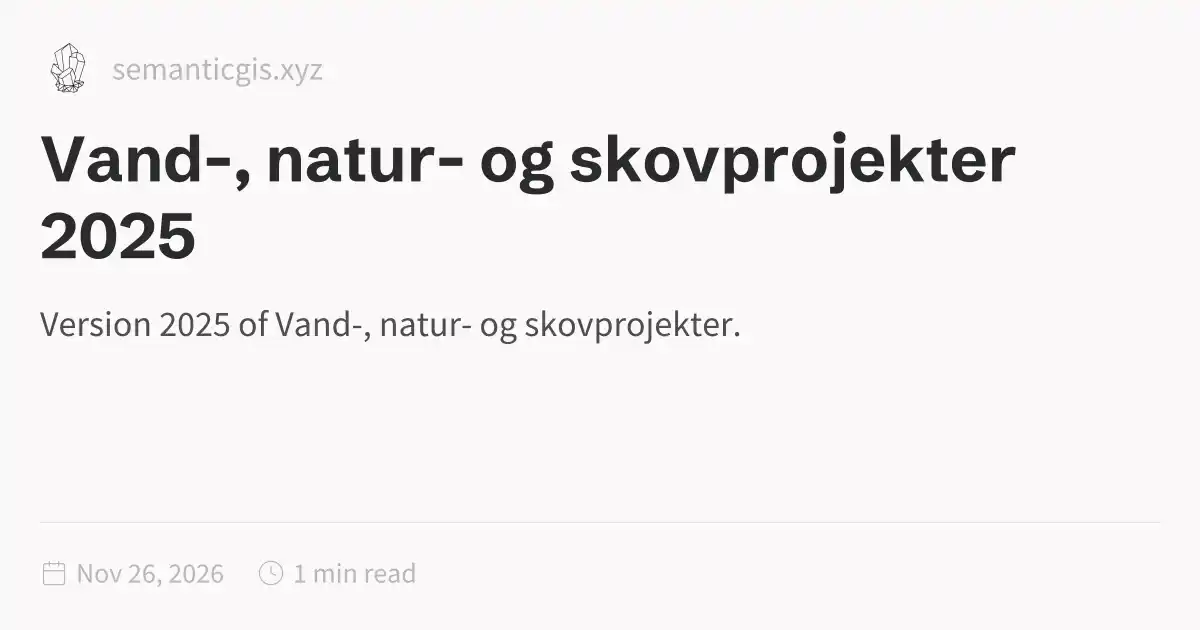 semanticgis.xyz
Vand-, natur- og skovprojekter
2025
Version 2025 of Vand-, natur- og skovprojekter.
Nov 26, 2026 1 min read